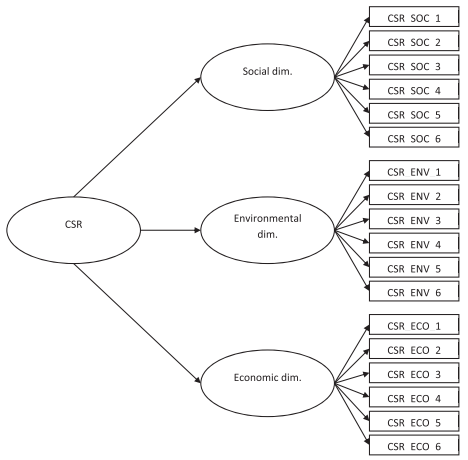 CSR
Social dim.
Environmental
dim.
Economic dim.
CSR SOC 1
CSR SOC 2
CSR SOC 3
CSR SOC 4
CSR SOC 5
CSR SOC 6
CSR ENV 1
CSR ENV 2
CSR ENV 3
CSR ENV 4
CSR ENV 5
CSR ENV 6
CSR ECO 1
CSR ECO 2
CSR ECO 3
CSR ECO 4
CSR ECO 5
CSR ECO 6